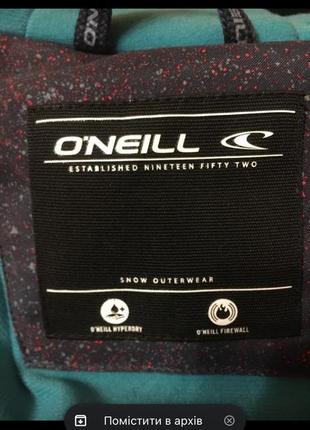 O'NEILL
ESTABLISHED NINETEEN FIFTY TWO
SNOW OUTERWEAR
O'NEILL HYPERDRY
O'NEILL FIREWALL
Помістити в архів